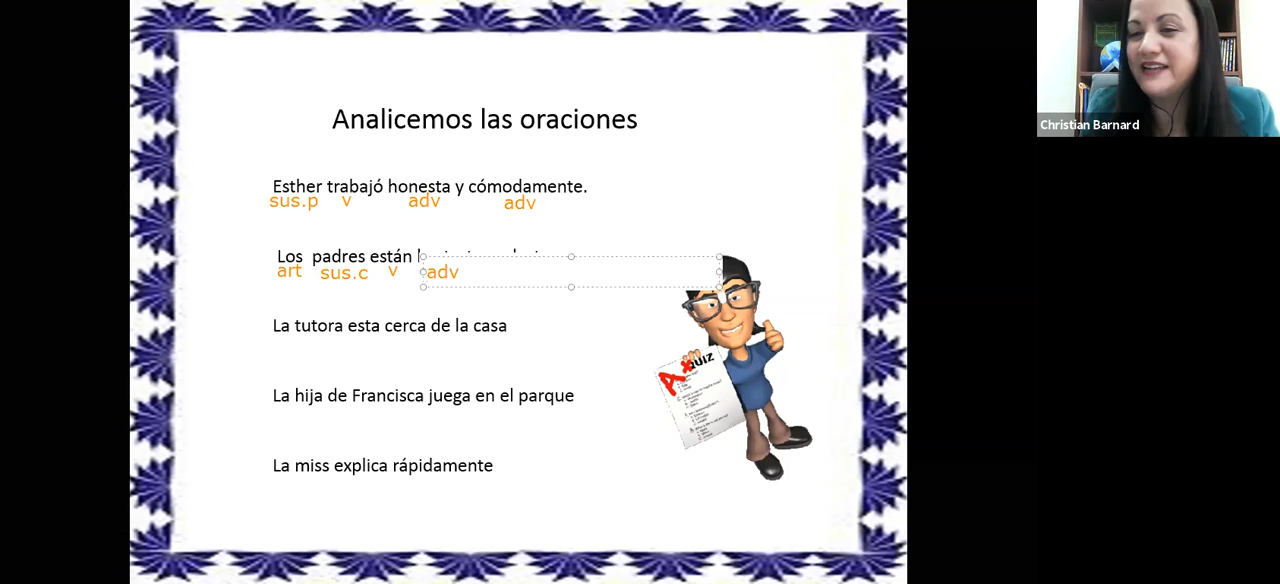 Analicemos las oraciones
Esther trabajó honesta y cómodamente.
sus.p v adv adv
Los padres están
art sus.c v adv
La tutora esta cerca de la casa
La hija de Francisca juega en el parque
La miss explica rápidamente
A+
QUIZ
Christian Barnard